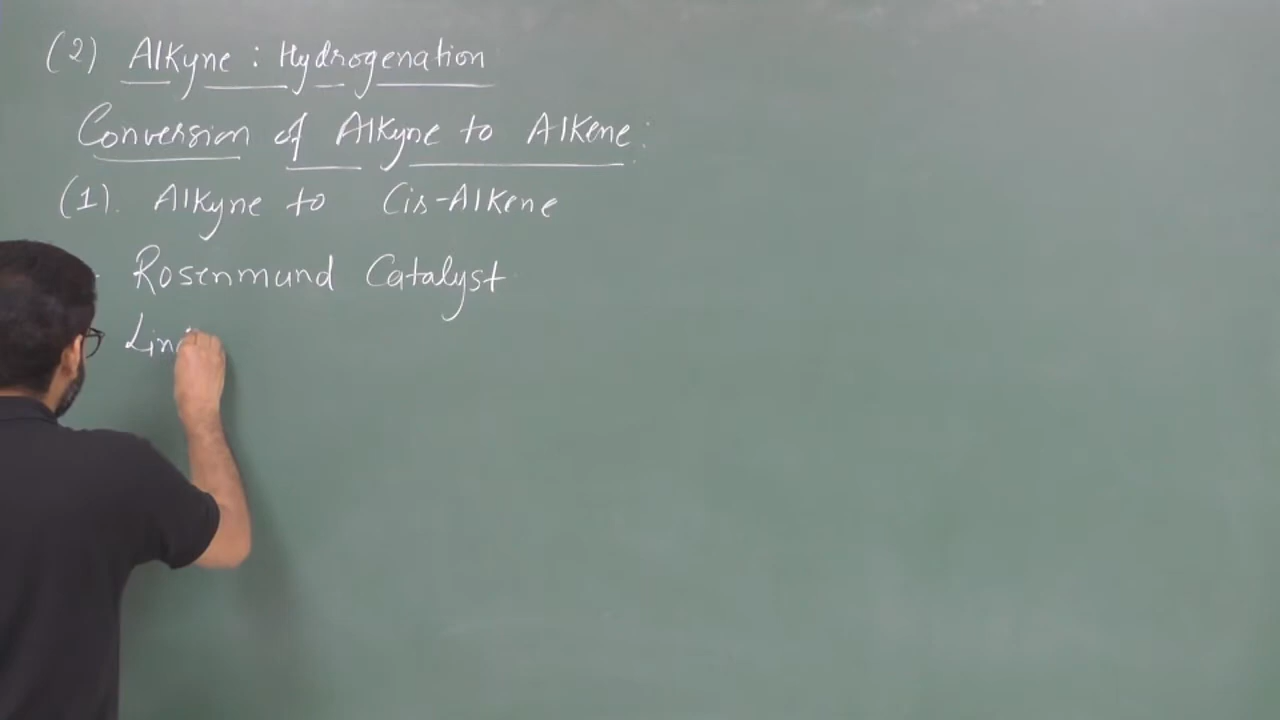 (2) Alkyne : Hydrogenation
Conversion of Alkyne to Alkene:
(1). Alkyne to Cis-Alkene
Rosenmund Catalyst